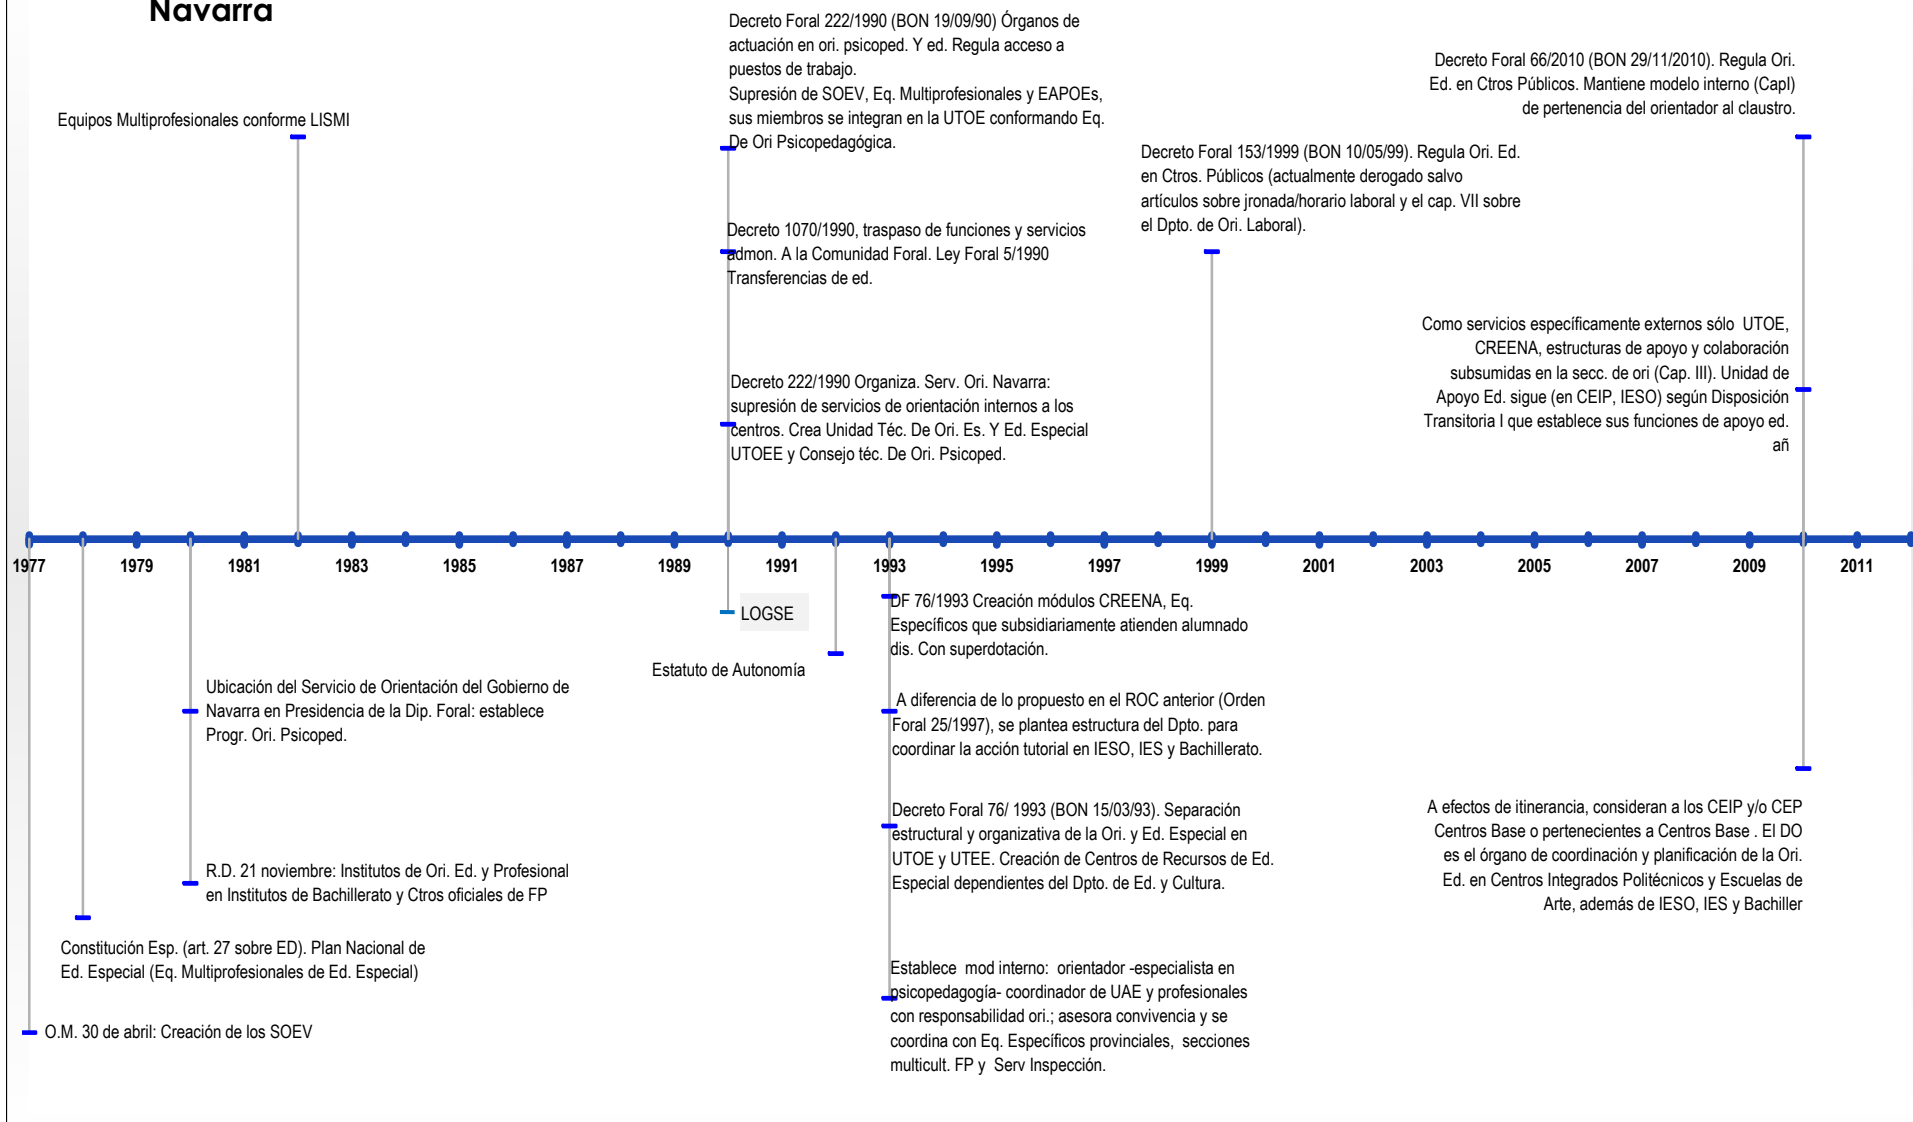 Navarra
Decreto Foral 222/1990 (BON 19/09/90) Órganos de
actuación en ori. psicoped. Y ed. Regula acceso a
puestos de trabajo.
Supresión de SOEV, Eq. Multiprofesionales y EAPOEs,
sus miembros se integran en la UTOE conformando Eq.
De Ori Psicopedagógica.
Decreto Foral 66/2010 (BON 29/11/2010). Regula Ori.
Ed. en Ctros Públicos. Mantiene modelo interno (CapI)
de pertenencia del orientador al claustro.
Equipos Multiprofesionales conforme LISMI
Decreto Foral 153/1999 (BON 10/05/99). Regula Ori. Ed.
en Ctros. Públicos (actualmente derogado salvo
artículos sobre jronada/horario laboral y el cap. VII sobre
el Dpto. de Ori. Laboral).
Decreto 1070/1990, traspaso de funciones y servicios
admon. A la Comunidad Foral. Ley Foral 5/1990
Transferencias de ed.
Como servicios específicamente externos sólo  UTOE,
CREENA, estructuras de apoyo y colaboración
subsumidas en la secc. de ori (Cap. III). Unidad de
Apoyo Ed. sigue (en CEIP, IESO) según Disposición
Transitoria I que establece sus funciones de apoyo ed.
añ
Decreto 222/1990 Organiza. Serv. Ori. Navarra:
supresión de servicios de orientación internos a los
centros. Crea Unidad Téc. De Ori. Es. Y Ed. Especial
UTOEE y Consejo téc. De Ori. Psicoped.
1977 1979 1981 1983 1985 1987 1989 1991 1993 1995 1997 1999 2001 2003 2005 2007 2009 2011
LOGSE
Estatuto de Autonomía
DF 76/1993 Creación módulos CREENA, Eq.
Específicos que subsidiariamente atienden alumnado
dis. Con superdotación.
Ubicación del Servicio de Orientación del Gobierno de
Navarra en Presidencia de la Dip. Foral: establece
Progr. Ori. Psicoped.
A diferencia de lo propuesto en el ROC anterior (Orden
Foral 25/1997), se plantea estructura del Dpto. para
coordinar la acción tutorial en IESO, IES y Bachillerato.
Decreto Foral 76/ 1993 (BON 15/03/93). Separación
estructural y organizativa de la Ori. y Ed. Especial en
UTOE y UTEE. Creación de Centros de Recursos de Ed.
Especial dependientes del Dpto. de Ed. y Cultura.
A efectos de itinerancia, consideran a los CEIP y/o CEP
Centros Base o pertenecientes a Centros Base . El DO
es el órgano de coordinación y planificación de la Ori.
Ed. en Centros Integrados Politécnicos y Escuelas de
Arte, además de IESO, IES y Bachiller
R.D. 21 noviembre: Institutos de Ori. Ed. y Profesional
en Institutos de Bachillerato y Ctros oficiales de FP
Constitución Esp. (art. 27 sobre ED). Plan Nacional de
Ed. Especial (Eq. Multiprofesionales de Ed. Especial)
Establece  mod interno:  orientador -especialista en
psicopedagogía- coordinador de UAE y profesionales
con responsabilidad ori.; asesora convivencia y se
coordina con Eq. Específicos provinciales,  secciones
multicult. FP y  Serv Inspección.
O.M. 30 de abril: Creación de los SOEV